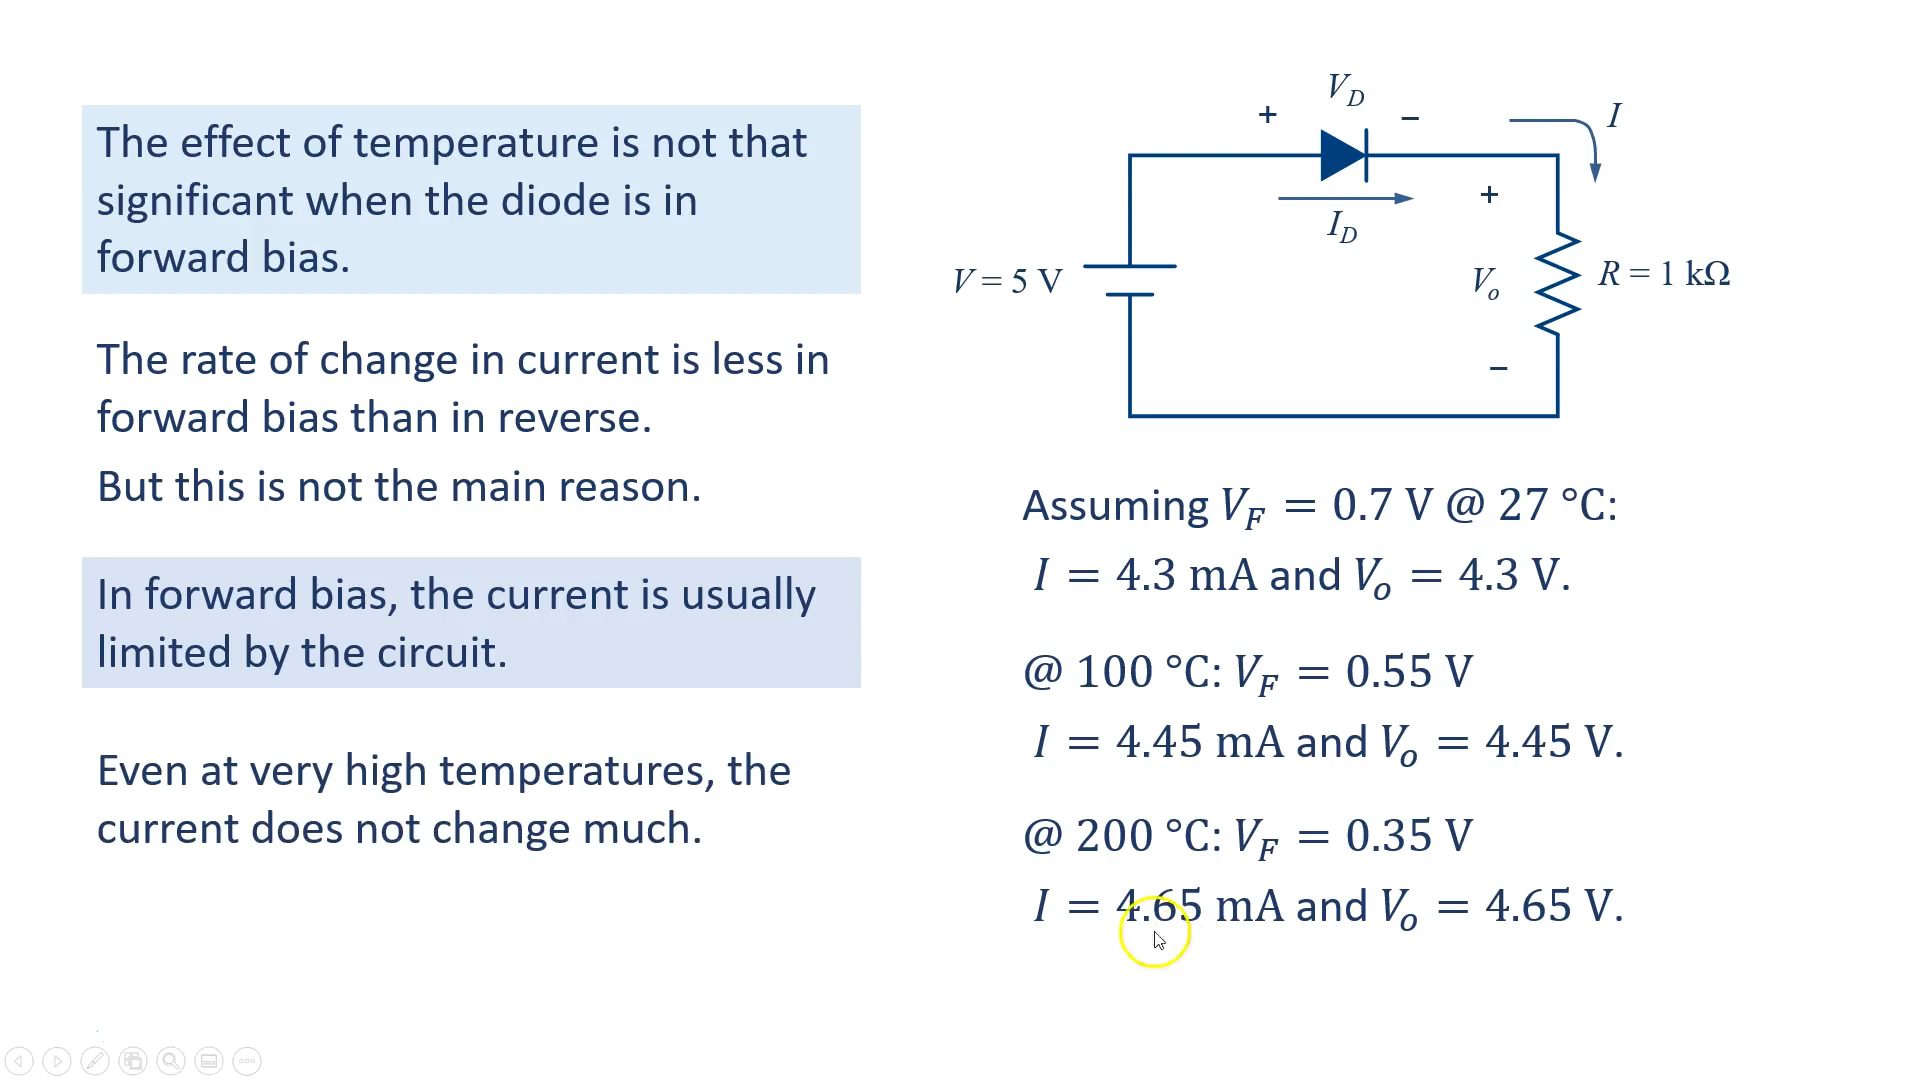 The effect of temperature is not that
significant when the diode is in
forward bias.
The rate of change in current is less in
forward bias than in reverse.
But this is not the main reason.
In forward bias, the current is usually
limited by the circuit.
Even at very high temperatures, the
current does not change much.
V_D
+ −
I
I_D
V = 5 V
+
V_o
−
R = 1 kΩ
Assuming V_F = 0.7 V @ 27 °C:
I = 4.3 mA and V_o = 4.3 V.
@ 100 °C: V_F = 0.55 V
I = 4.45 mA and V_o = 4.45 V.
@ 200 °C: V_F = 0.35 V
I = 4.65 mA and V_o = 4.65 V.